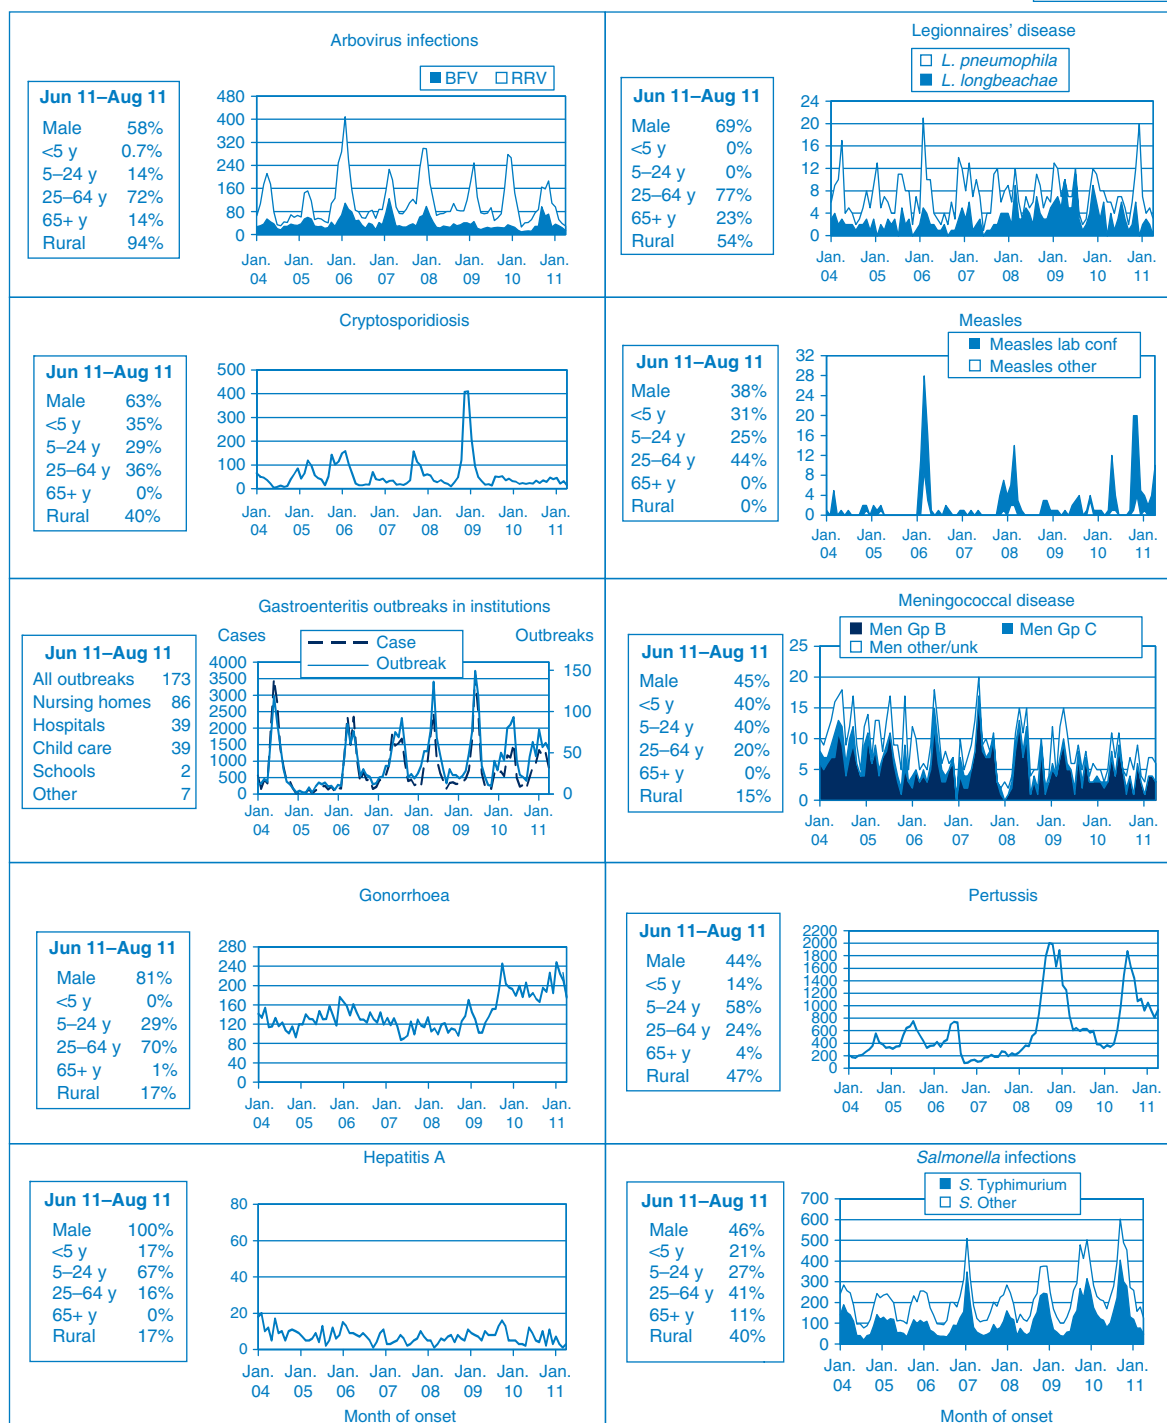 Arbovirus infections
BFV RRV
Jun 11–Aug 11
Male 58%
<5 y 0.7%
5–24 y 14%
25–64 y 72%
65+ y 14%
Rural 94%
480
400
320
240
160
80
0
Jan. Jan. Jan. Jan. Jan. Jan. Jan. Jan.
04 05 06 07 08 09 10 11
Legionnaires’ disease
L. pneumophila
L. longbeachae
Jun 11–Aug 11
Male 69%
<5 y 0%
5–24 y 0%
25–64 y 77%
65+ y 23%
Rural 54%
24
20
16
12
8
4
0
Jan. Jan. Jan. Jan. Jan. Jan. Jan. Jan.
04 05 06 07 08 09 10 11
Cryptosporidiosis
Jun 11–Aug 11
Male 63%
<5 y 35%
5–24 y 29%
25–64 y 36%
65+ y 0%
Rural 40%
500
400
300
200
100
0
Jan. Jan. Jan. Jan. Jan. Jan. Jan. Jan.
04 05 06 07 08 09 10 11
Measles
Measles lab conf
Measles other
Jun 11–Aug 11
Male 38%
<5 y 31%
5–24 y 25%
25–64 y 44%
65+ y 0%
Rural 0%
32
28
24
20
16
12
8
4
0
Jan. Jan. Jan. Jan. Jan. Jan. Jan. Jan.
04 05 06 07 08 09 10 11
Gastroenteritis outbreaks in institutions
Cases Outbreaks
Case
Outbreak
Jun 11–Aug 11
All outbreaks 173
Nursing homes 86
Hospitals 39
Child care 39
Schools 2
Other 7
4000
3500
3000
2500
2000
1500
1000
500
0
150
100
50
0
Jan. Jan. Jan. Jan. Jan. Jan. Jan. Jan.
04 05 06 07 08 09 10 11
Meningococcal disease
Men Gp B Men Gp C
Men other/unk
Jun 11–Aug 11
Male 45%
<5 y 40%
5–24 y 40%
25–64 y 20%
65+ y 0%
Rural 15%
25
20
15
10
5
0
Jan. Jan. Jan. Jan. Jan. Jan. Jan. Jan.
04 05 06 07 08 09 10 11
Gonorrhoea
Jun 11–Aug 11
Male 81%
<5 y 0%
5–24 y 29%
25–64 y 70%
65+ y 1%
Rural 17%
280
240
200
160
120
80
40
0
Jan. Jan. Jan. Jan. Jan. Jan. Jan. Jan.
04 05 06 07 08 09 10 11
Pertussis
Jun 11–Aug 11
Male 44%
<5 y 14%
5–24 y 58%
25–64 y 24%
65+ y 4%
Rural 47%
2200
2000
1800
1600
1400
1200
1000
800
600
400
200
0
Jan. Jan. Jan. Jan. Jan. Jan. Jan. Jan.
04 05 06 07 08 09 10 11
Hepatitis A
Jun 11–Aug 11
Male 100%
<5 y 17%
5–24 y 67%
25–64 y 16%
65+ y 0%
Rural 17%
80
60
40
20
0
Jan. Jan. Jan. Jan. Jan. Jan. Jan. Jan.
04 05 06 07 08 09 10 11
Month of onset
Salmonella infections
S. Typhimurium
S. Other
Jun 11–Aug 11
Male 46%
<5 y 21%
5–24 y 27%
25–64 y 41%
65+ y 11%
Rural 40%
700
600
500
400
300
200
100
0
Jan. Jan. Jan. Jan. Jan. Jan. Jan. Jan.
04 05 06 07 08 09 10 11
Month of onset